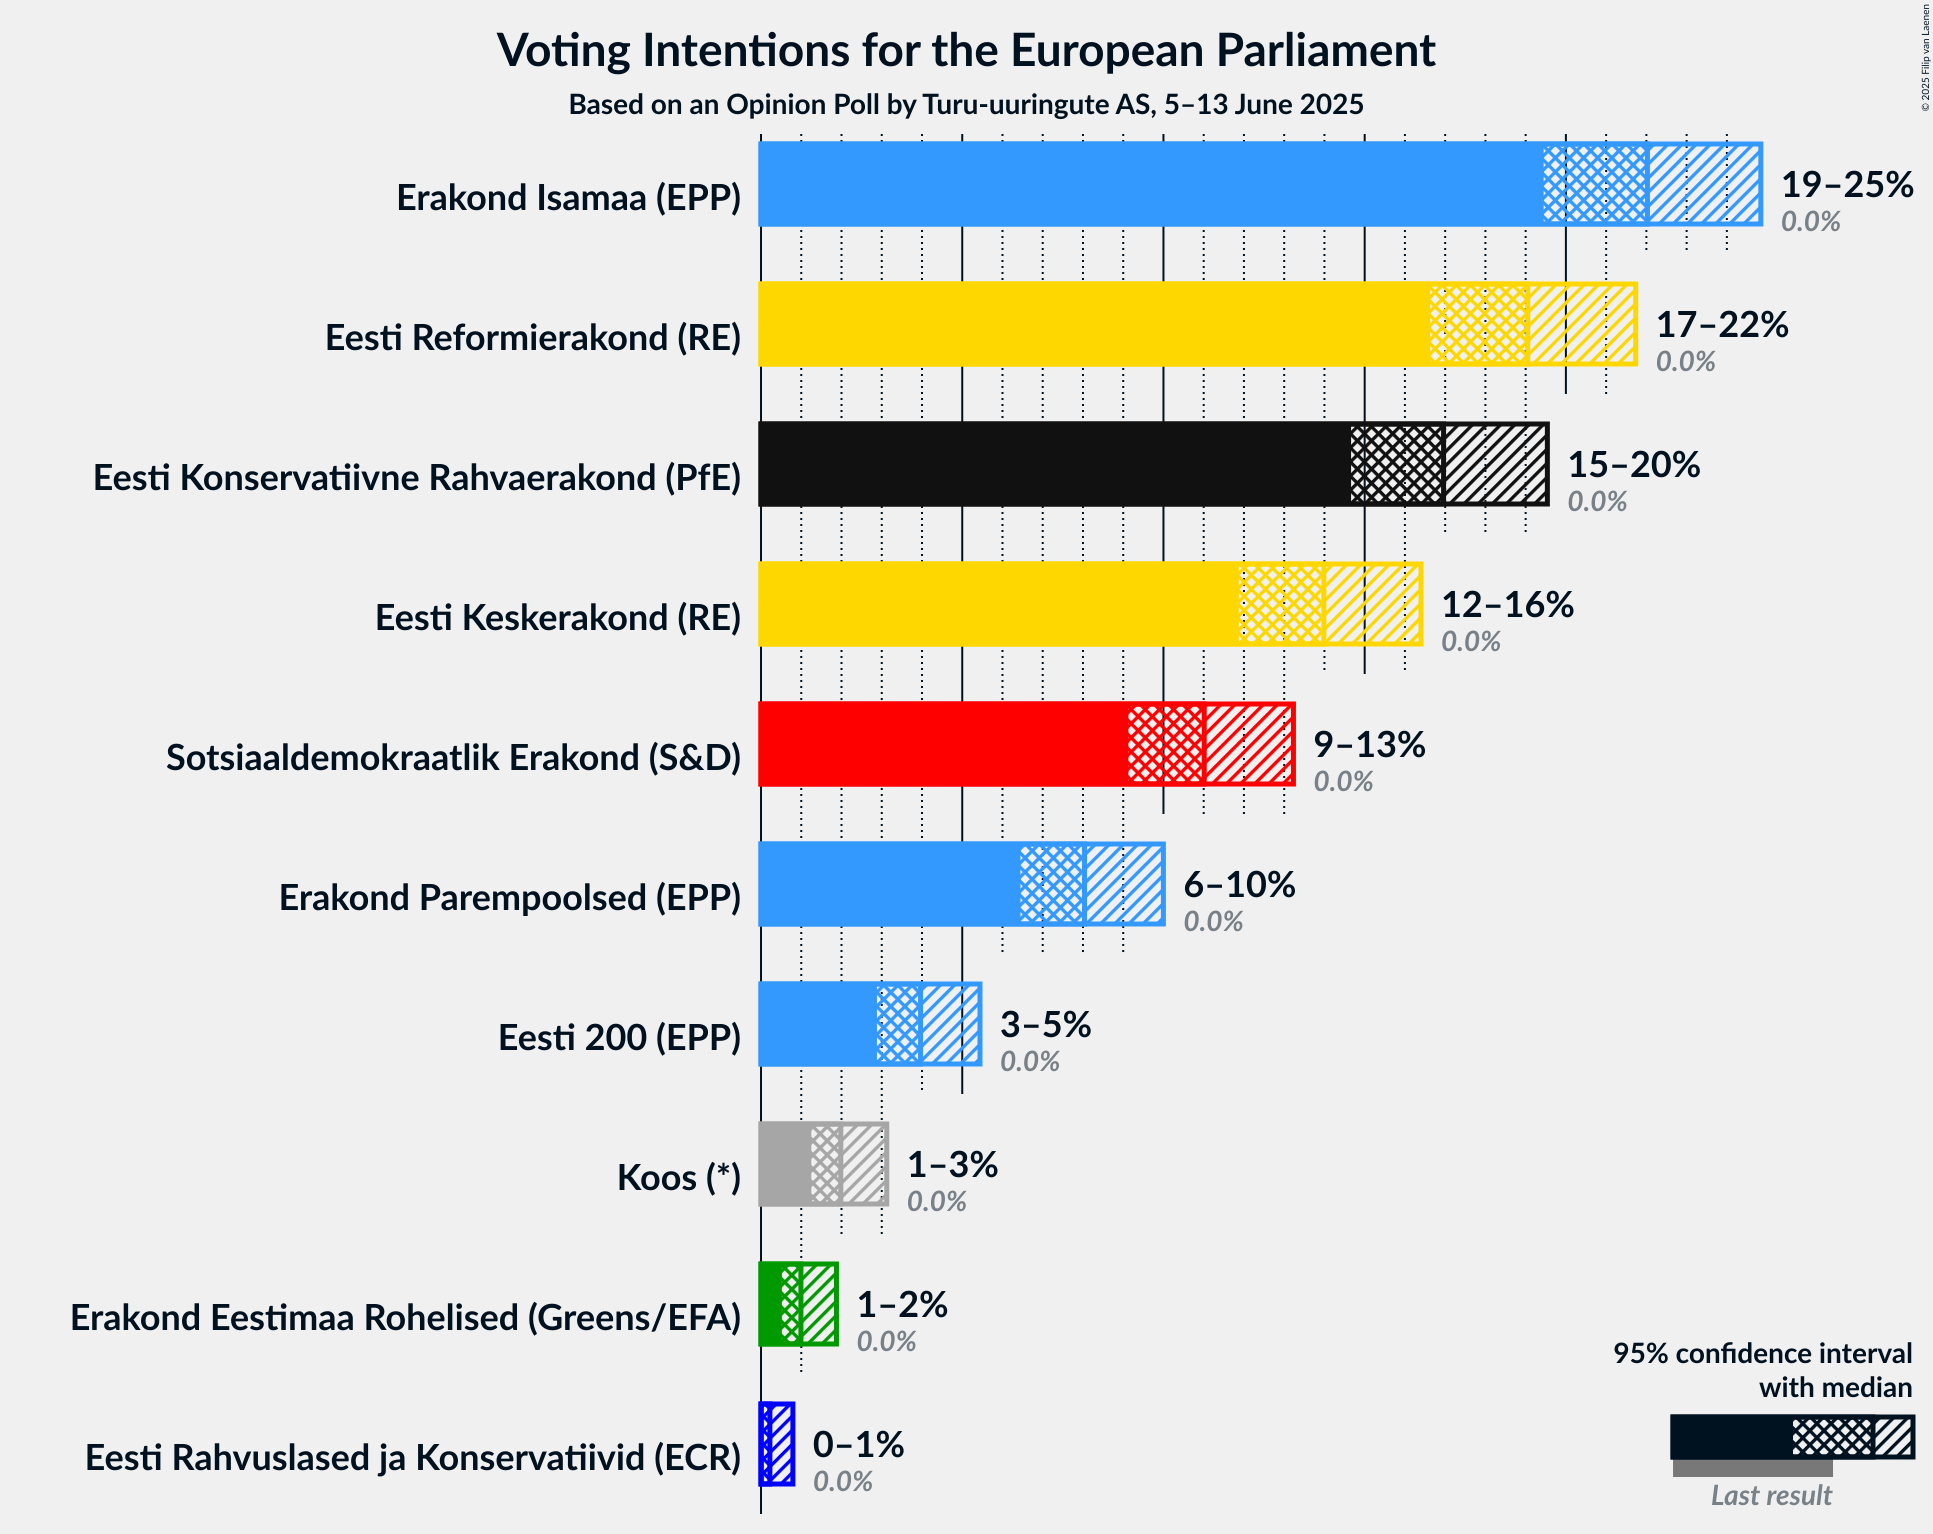 Voting Intentions for the European Parliament
Based on an Opinion Poll by Turu-uuringute AS, 5–13 June 2025
© 2025 Filip van Laenen
Erakond Isamaa (EPP)
19–25%
0.0%
Eesti Reformierakond (RE)
17–22%
0.0%
Eesti Konservatiivne Rahvaerakond (PfE)
15–20%
0.0%
Eesti Keskerakond (RE)
12–16%
0.0%
Sotsiaaldemokraatlik Erakond (S&D)
9–13%
0.0%
Erakond Parempoolsed (EPP)
6–10%
0.0%
Eesti 200 (EPP)
3–5%
0.0%
Koos (*)
1–3%
0.0%
Erakond Eestimaa Rohelised (Greens/EFA)
1–2%
0.0%
Eesti Rahvuslased ja Konservatiivid (ECR)
0–1%
0.0%
95% confidence interval
with median
Last result